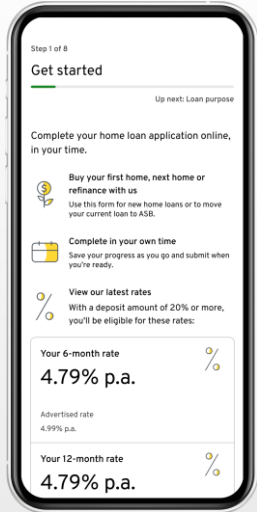 Step 1 of 8
Get started
Up next: Loan purpose
Complete your home loan application online,
in your time.
Buy your first home, next home or
refinance with us
Use this form for new home loans or to move
your current loan to ASB.
Complete in your own time
Save your progress as you go and submit when
you're ready.
View our latest rates
With a deposit amount of 20% or more,
you'll be eligible for these rates:
Your 6-month rate
4.79% p.a.
Advertised rate
4.99% p.a.
Your 12-month rate
4.79% p.a.